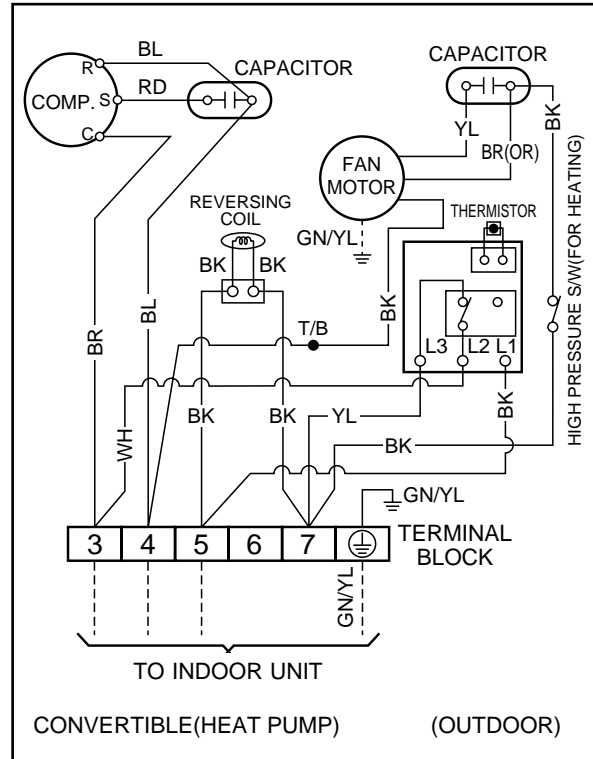 BL
CAPACITOR
CAPACITOR
R
COMP.
S
RD
C
YL
BK
BR(OR)
FAN
MOTOR
REVERSING
COIL
THERMISTOR
GN/YL
BK
BK
HIGH PRESSURE S/W(FOR HEATING)
BR
BL
T/B
BK
L3
L2
L1
WH
BK
BK
YL
BK
BK
GN/YL
3
4
5
6
7
TERMINAL
BLOCK
GN/YL
TO INDOOR UNIT
CONVERTIBLE(HEAT PUMP)
(OUTDOOR)